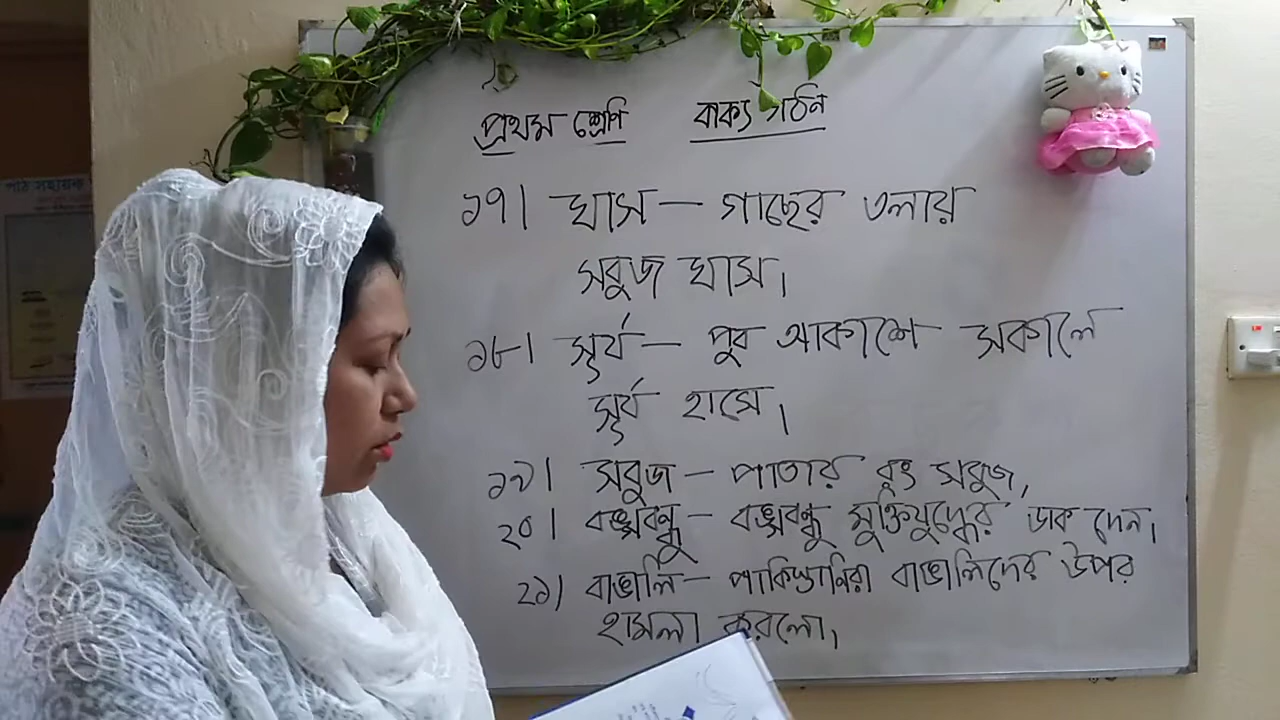 প্রথম শ্রেণি বাক্য গঠন
১৭। ঘাস — গাছের তলায়
সবুজ ঘাস।
১৮। সূর্য — পুব আকাশে সকালে
সূর্য হাসে।
১৯। সবুজ — পাতার রং সবুজ।
২০। বঙ্গবন্ধু — বঙ্গবন্ধু মুক্তিযুদ্ধের ডাক দেন।
২১। বাঙালি — পাকিস্তানিরা বাঙালিদের উপর
হামলা করলো।
পাঠ সহায়ক